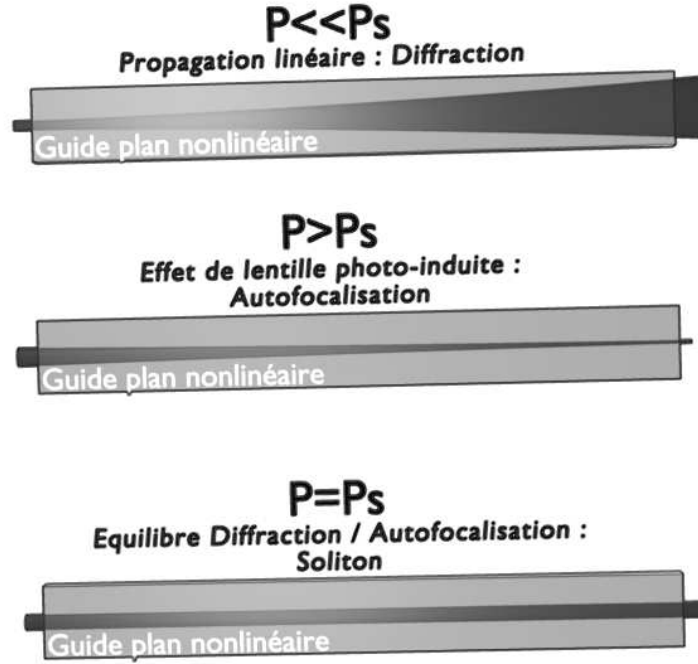 P<<Ps
Propagation linéaire : Diffraction
Guide plan nonlinéaire
P>Ps
Effet de lentille photo-induite :
Autofocalisation
Guide plan nonlinéaire
P=Ps
Equilibre Diffraction / Autofocalisation :
Soliton
Guide plan nonlinéaire